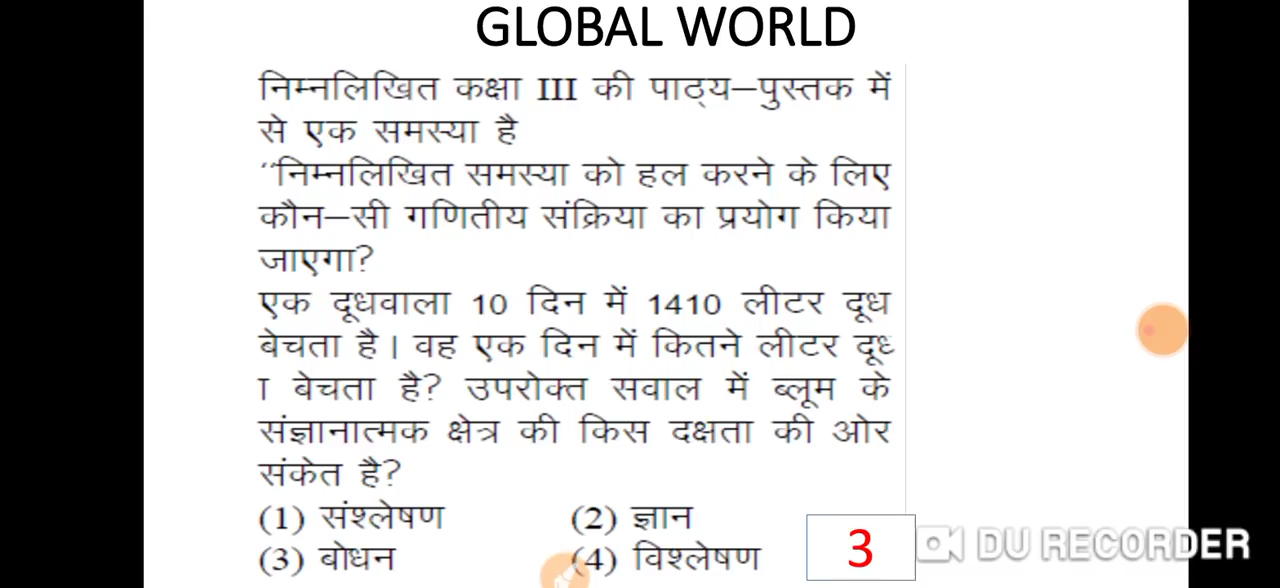 GLOBAL WORLD
निम्नलिखित कक्षा III की पाठ्य–पुस्तक में
से एक समस्या है
“निम्नलिखित समस्या को हल करने के लिए
कौन–सी गणितीय संक्रिया का प्रयोग किया
जाएगा?
एक दूधवाला 10 दिन में 1410 लीटर दूध
बेचता है। वह एक दिन में कितने लीटर दूध
ा बेचता है? उपरोक्त सवाल में ब्लूम के
संज्ञानात्मक क्षेत्र की किस दक्षता की ओर
संकेत है?
(1) संश्लेषण (2) ज्ञान
(3) बोधन (4) विश्लेषण
3
DU RECORDER